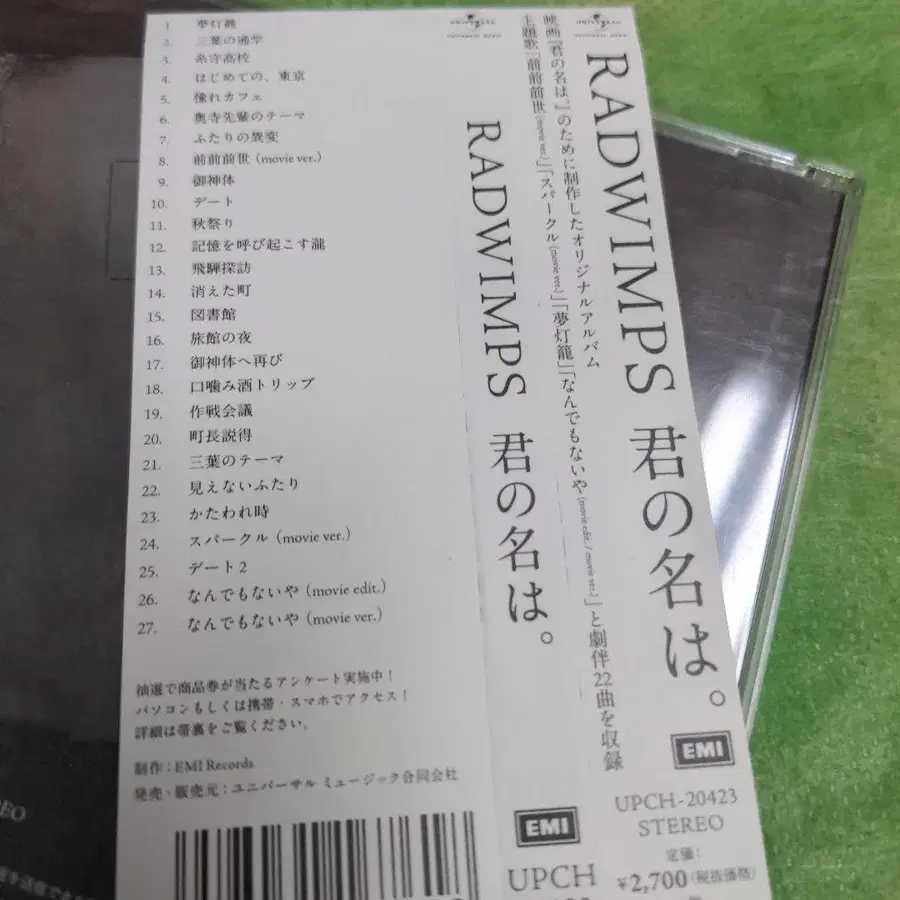 1. 夢灯籠
2. 三葉の通学
3. 糸守高校
4. はじめての、東京
5. 憧れカフェ
6. 奥寺先輩のテーマ
7. ふたりの異変
8. 前前前世 (movie ver.)
9. 御神体
10. デート
11. 秋祭り
12. 記憶を呼び起こす瀧
13. 飛騨探訪
14. 消えた町
15. 図書館
16. 旅館の夜
17. 御神体へ再び
18. 口噛み酒トリップ
19. 作戦会議
20. 町長説得
21. 三葉のテーマ
22. 見えないふたり
23. かたわれ時
24. スパークル (movie ver.)
25. デート 2
26. なんでもないや (movie edit.)
27. なんでもないや (movie ver.)
抽選で商品券が当たるアンケート実施中!
パソコンもしくは携帯・スマホでアクセス!
詳細は帯裏をご覧ください。
制作:EMI Records
発売・販売元:ユニバーサル ミュージック合同会社
UNIVERSAL
RADWIMPS 君の名は。
EMI
UPCH
UNIVERSAL
映画『君の名は。』のために制作したオリジナルアルバム
主題歌「前前前世 (movie ver.)」「スパークル (movie ver.)」「夢灯籠」「なんでもないや (movie edit. / movie ver.)」と劇伴22曲を収録
RADWIMPS 君の名は。
EMI
UPCH-20423
STEREO
定価:
¥2,700(税抜価格)